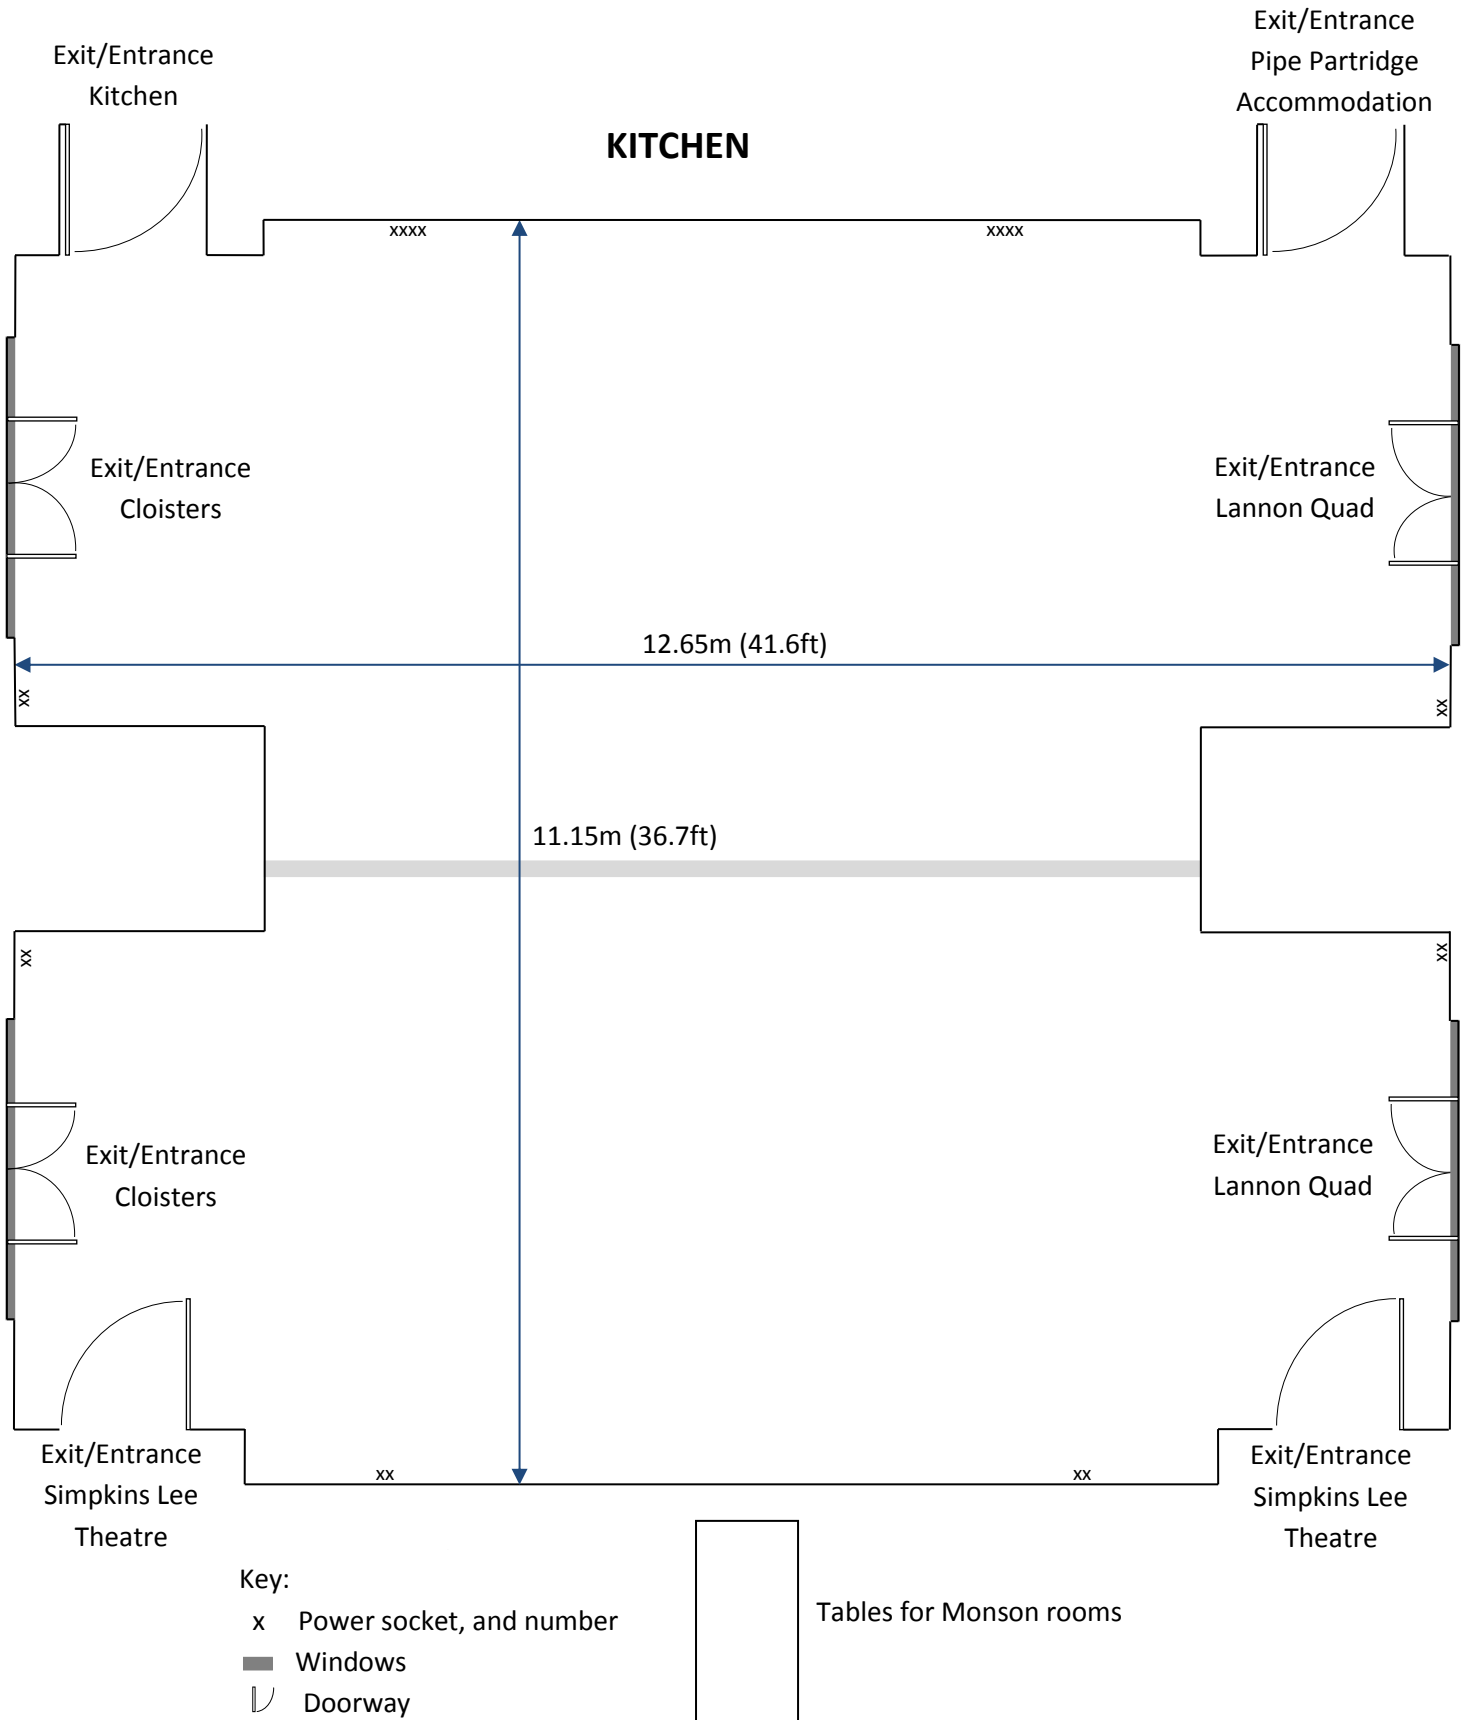 Exit/Entrance
Kitchen
Exit/Entrance
Pipe Partridge
Accommodation
KITCHEN
xxxx
xxxx
Exit/Entrance
Cloisters
Exit/Entrance
Lannon Quad
12.65m (41.6ft)
xx
xx
11.15m (36.7ft)
xx
xx
Exit/Entrance
Cloisters
Exit/Entrance
Lannon Quad
Exit/Entrance
Simpkins Lee
Theatre
xx
xx
Exit/Entrance
Simpkins Lee
Theatre
Key:
x Power socket, and number
Windows
Doorway
Tables for Monson rooms